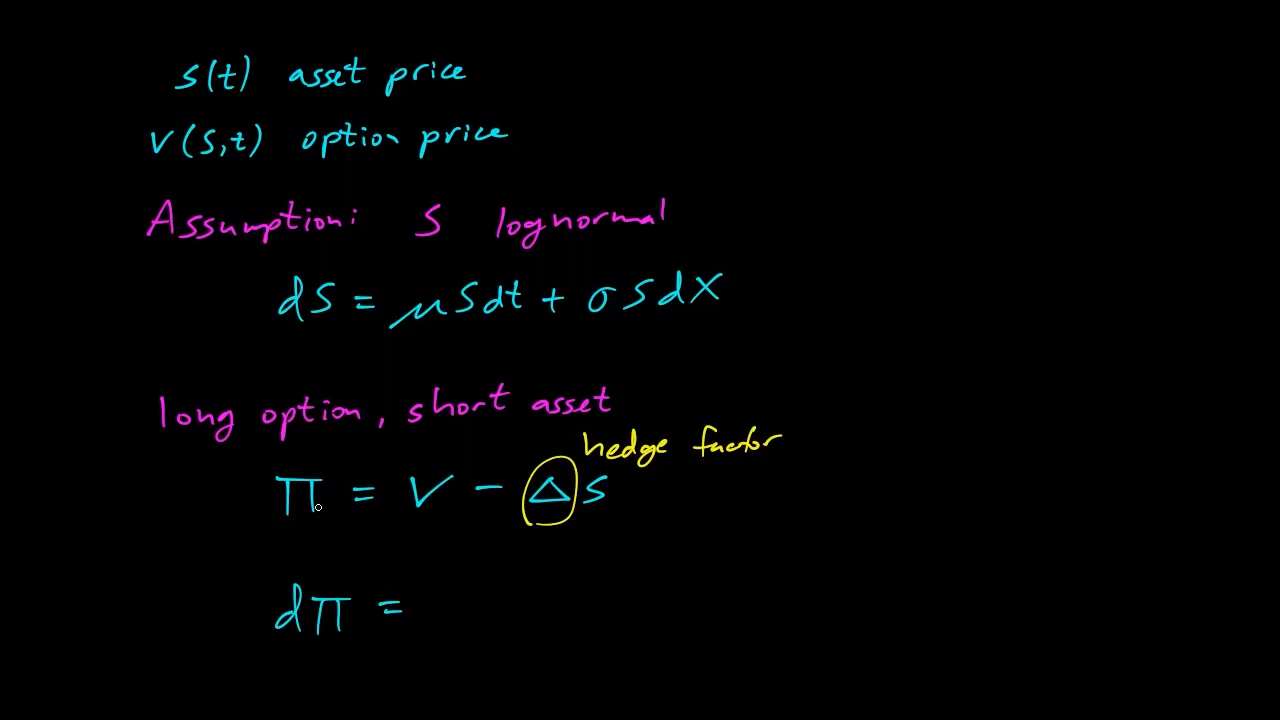 S(t) asset price
V(S,t) option price
Assumption: S lognormal
dS = μSdt + σSdX
long option, short asset
hedge factor
Π = V - ΔS
dΠ =